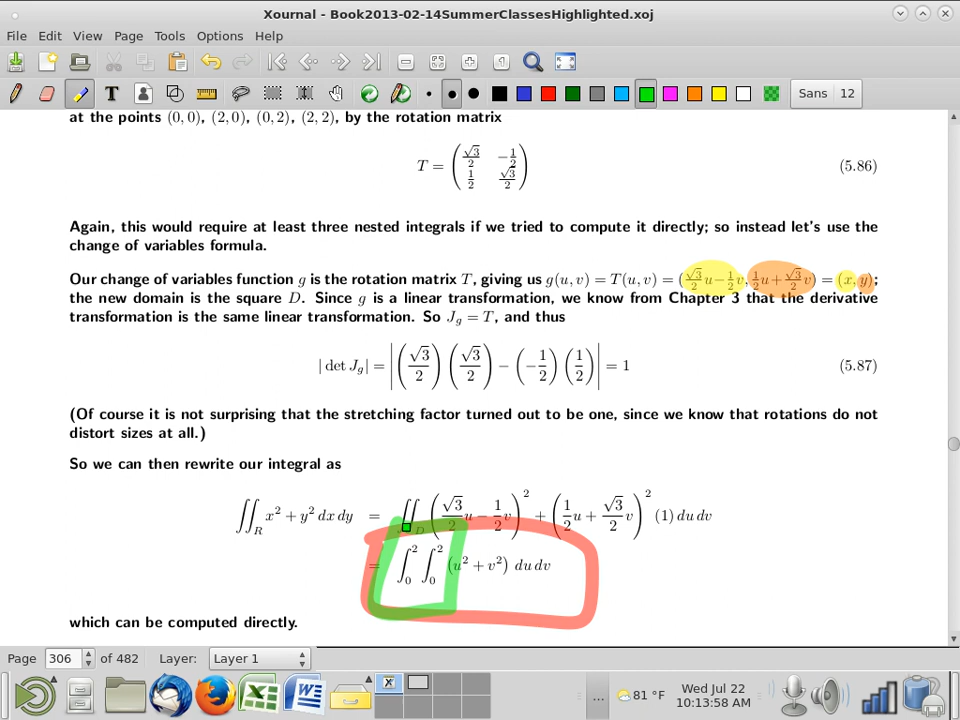 Xournal - Book2013-02-14SummerClassesHighlighted.xoj
File Edit View Page Tools Options Help
Sans 12
at the points (0, 0), (2, 0), (0, 2), (2, 2), by the rotation matrix
T = ( √3/2 −1/2 ; 1/2 √3/2 ) (5.86)
Again, this would require at least three nested integrals if we tried to compute it directly; so instead let's use the
change of variables formula.
Our change of variables function g is the rotation matrix T, giving us g(u, v) = T(u, v) = (√3/2 u − 1/2 v, 1/2 u + √3/2 v) = (x, y);
the new domain is the square D. Since g is a linear transformation, we know from Chapter 3 that the derivative
transformation is the same linear transformation. So J_g = T, and thus
| det J_g | = | (√3/2) (√3/2) − (−1/2) (1/2) | = 1 (5.87)
(Of course it is not surprising that the stretching factor turned out to be one, since we know that rotations do not
distort sizes at all.)
So we can then rewrite our integral as
∬_R x² + y² dx dy = ∬_D (√3/2 u − 1/2 v)² + (1/2 u + √3/2 v)² (1) du dv
= ∫₀² ∫₀² (u² + v²) du dv
which can be computed directly.
Page 306 of 482 Layer: Layer 1
... 81 °F Wed Jul 22
10:13:58 AM